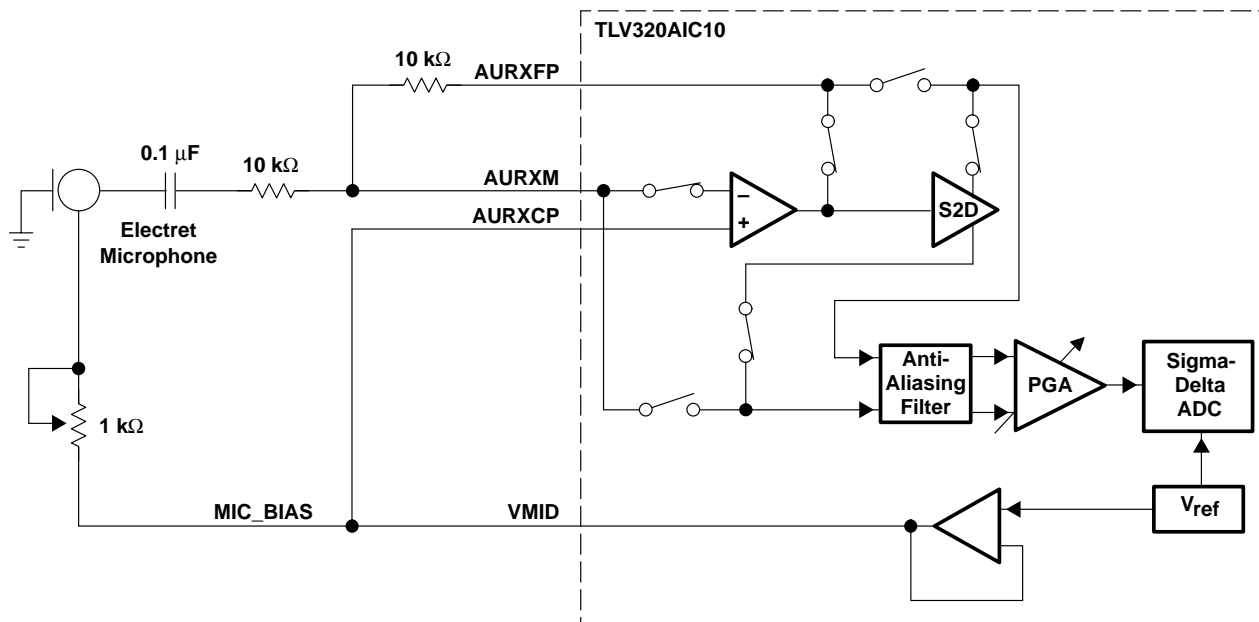 TLV320AIC10
10 kΩ
AURXFP
0.1 μF
10 kΩ
AURXM
AURXCP
Electret
Microphone
−
+
S2D
Anti-
Aliasing
Filter
PGA
Sigma-
Delta
ADC
1 kΩ
MIC_BIAS
VMID
Vref